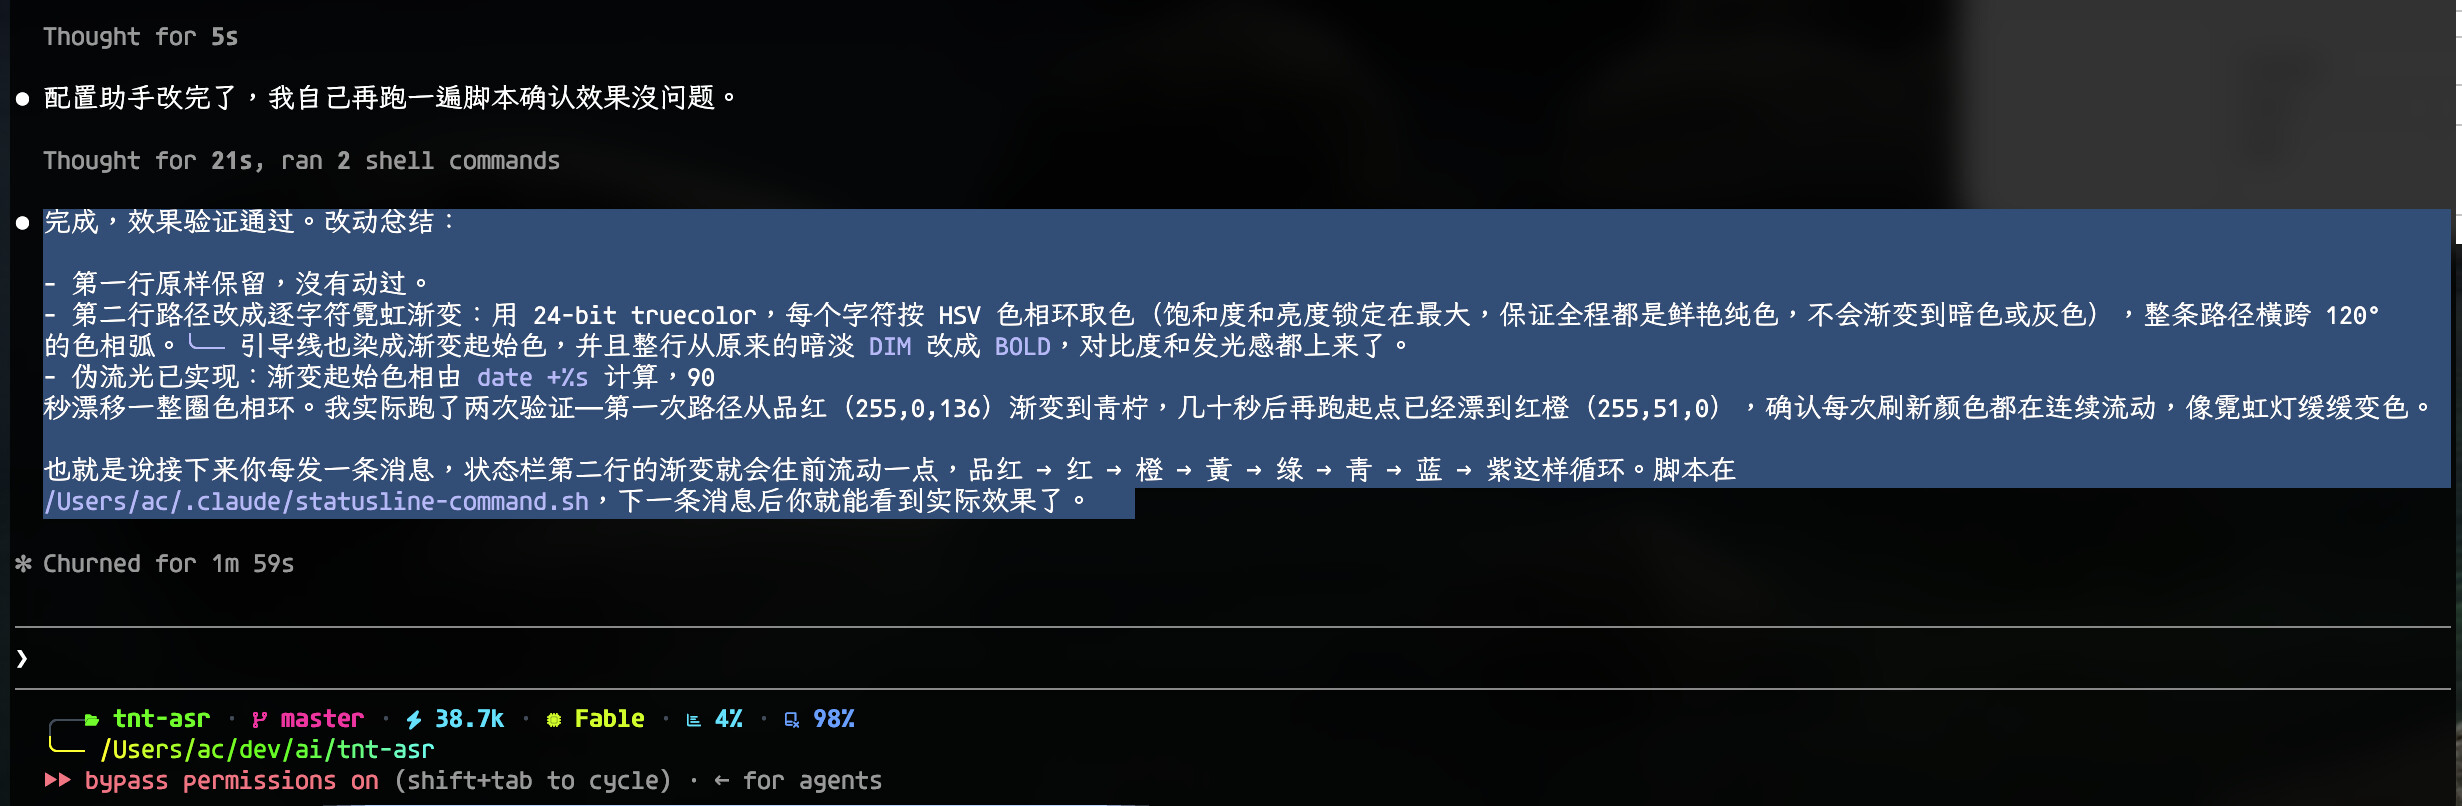 Thought for 5s
● 配置助手改完了，我自己再跑一遍脚本确认效果没问题。
Thought for 21s, ran 2 shell commands
● 完成，效果验证通过。改动总结：
- 第一行原样保留，没有动过。
- 第二行路径改成逐字符霓虹渐变：用 24-bit truecolor，每个字符按 HSV 色相环取色（饱和度和亮度锁定在最大，保证全程都是鲜艳纯色，不会渐变到暗色或灰色），整条路径横跨 120°
的色相弧。╰── 引导线也染成渐变起始色，并且整行从原来的暗淡 DIM 改成 BOLD，对比度和发光感都上来了。
- 伪流光已实现：渐变起始色相由 date +%s 计算，90
秒漂移一整圈色相环。我实际跑了两次验证——第一次路径从品红（255,0,136）渐变到青柠，几十秒后再跑起点已经漂到红橙（255,51,0），确认每次刷新颜色都在连续流动，像霓虹灯缓缓变色。
也就是说接下来你每发一条消息，状态栏第二行的渐变就会往前流动一点，品红 → 红 → 橙 → 黄 → 绿 → 青 → 蓝 → 紫这样循环。脚本在
/Users/ac/.claude/statusline-command.sh，下一条消息后你就能看到实际效果了。
✻ Churned for 1m 59s
❯
tnt-asr · master · 38.7k · Fable · 4% · 98%
╰── /Users/ac/dev/ai/tnt-asr
⏵⏵ bypass permissions on (shift+tab to cycle) · ← for agents